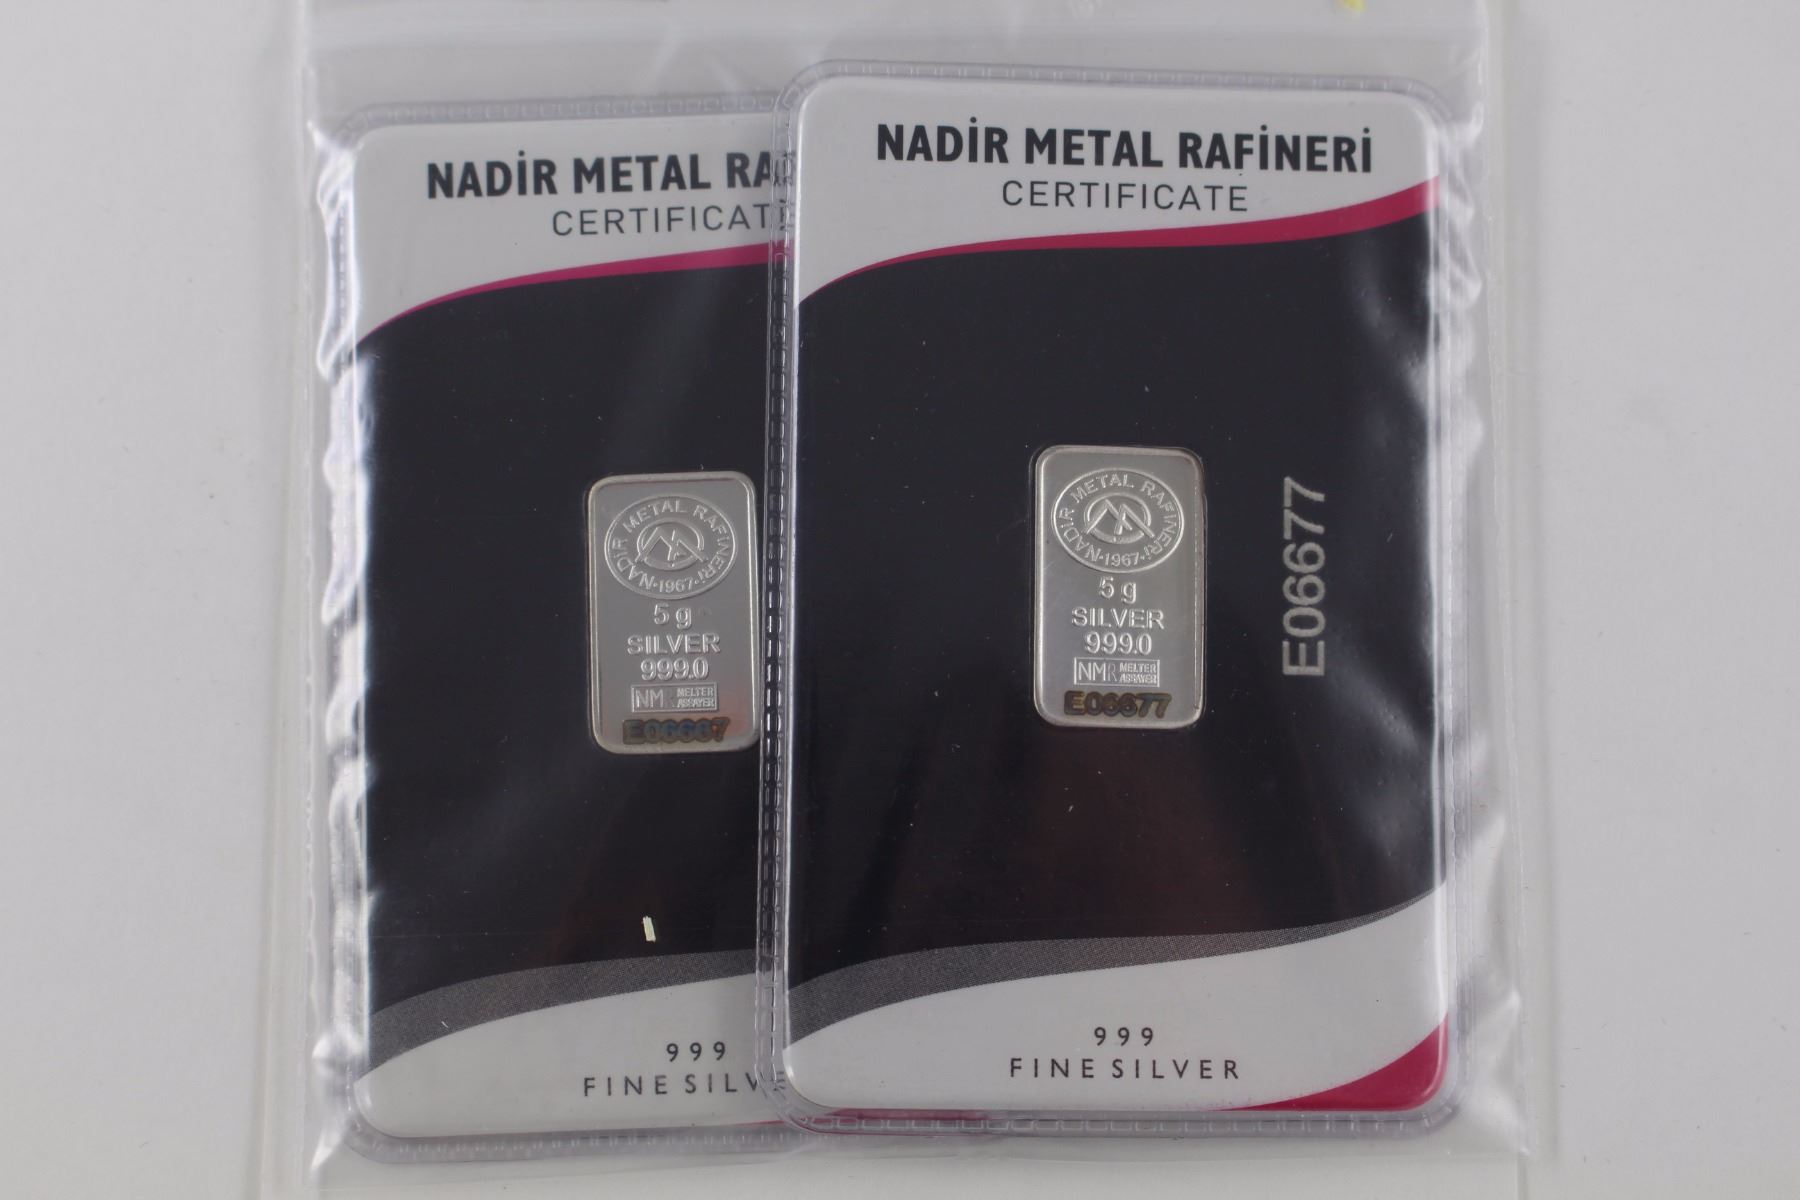 NADİR METAL RA
CERTIFICATE
NADİR METAL RAFİNERİ
·1967·
5 g
SILVER
999.0
NMR MELTER
ASSAYER
E06667
999
FINE SILVE
NADİR METAL RAFİNERİ
CERTIFICATE
NADİR METAL RAFİNERİ
·1967·
5 g
SILVER
999.0
NMR MELTER
ASSAYER
E06677
E06677
999
FINE SILVER